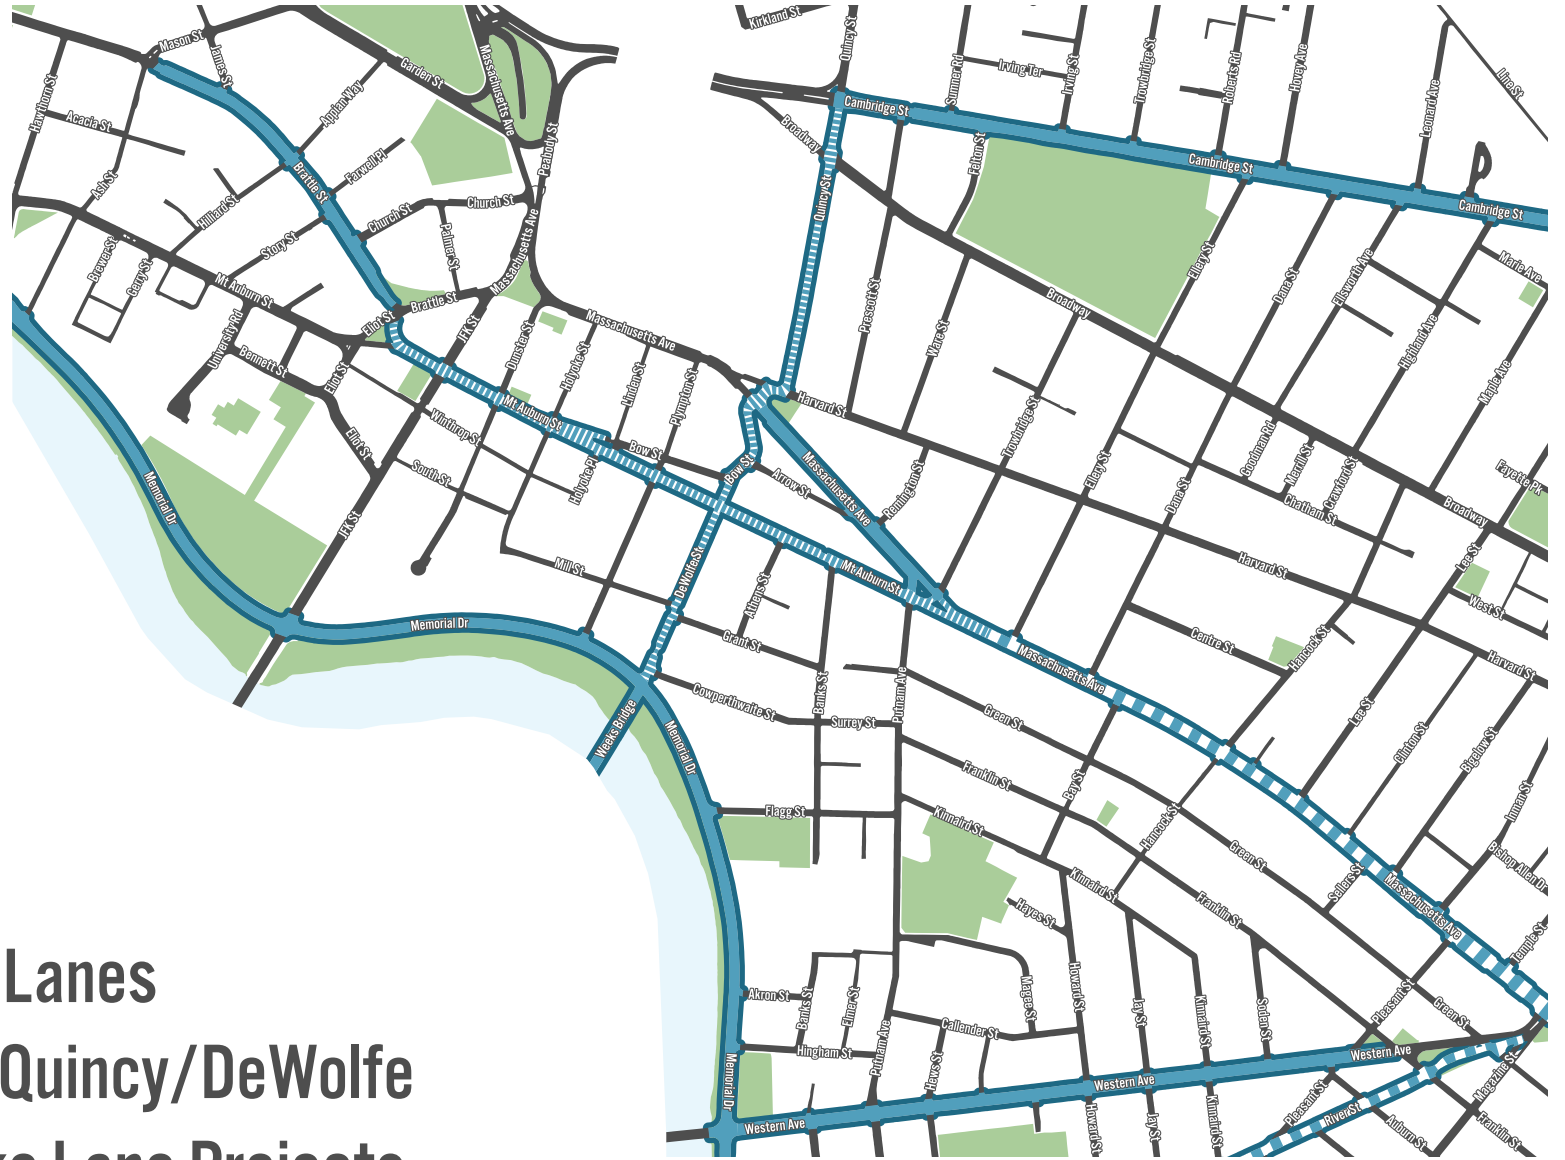 Kirkland St
Quincy St
Mason St
James St
Garden St
Massachusetts Ave
Peabody St
Hawthorn St
Acacia St
Ash St
Appian Way
Farwell Pl
Brattle St
Hilliard St
Church St
Church St
Story St
Palmer St
Massachusetts Ave
Brewer St
Gerry St
Mt Auburn St
Brattle St
Eliot St
University Rd
Bennett St
Eliot St
JFK St
Dunster St
Holyoke St
Linden St
Plympton St
Massachusetts Ave
Mt Auburn St
Winthrop St
South St
Eliot St
JFK St
Holyoke Pl
Bow St
Bow St
Arrow St
Memorial Dr
Mill St
Memorial Dr
DeWolfe St
Athens St
Grant St
Cowperthwaite St
Banks St
Surrey St
Putnam Ave
Weeks Bridge
Memorial Dr
Flagg St
Irving Ter
Sumner Rd
Irving St
Trowbridge St
Roberts Rd
Hovey Ave
Leonard Ave
Line St
Cambridge St
Cambridge St
Cambridge St
Broadway
Felton St
Quincy St
Prescott St
Ware St
Broadway
Ellery St
Dana St
Ellsworth Ave
Highland Ave
Maple Ave
Marie Ave
Harvard St
Massachusetts Ave
Remington St
Trowbridge St
Ellery St
Dana St
Goodman Rd
Merrill St
Crawford St
Chatham St
Broadway
Fayette Pk
Mt Auburn St
Harvard St
Lee St
West St
Harvard St
Centre St
Hancock St
Massachusetts Ave
Green St
Franklin St
Bay St
Kinnaird St
Hancock St
Lee St
Clinton St
Bigelow St
Inman St
Bishop Allen Dr
Green St
Sellers St
Massachusetts Ave
Temple St
Kinnaird St
Hayes St
Franklin St
Akron St
Banks St
Elmer St
Hingham St
Putnam Ave
Callender St
Magee St
Howard St
Jay St
Kinnaird St
Soden St
Pleasant St
Green St
Hews St
Western Ave
Western Ave
Western Ave
Memorial Dr
Howard St
Jay St
Kinnaird St
Pleasant St
River St
Auburn St
Magazine St
Franklin St
Lanes
Quincy/DeWolfe
Lane Projects